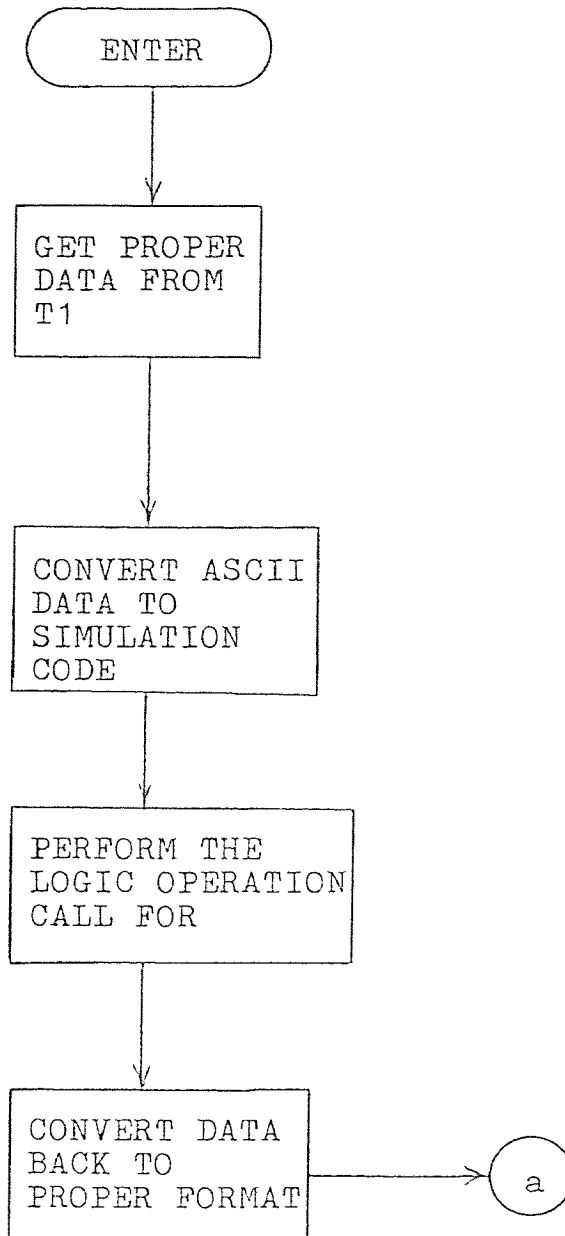 ENTER
GET PROPER
DATA FROM
T1
CONVERT ASCII
DATA TO
SIMULATION
CODE
PERFORM THE
LOGIC OPERATION
CALL FOR
CONVERT DATA
BACK TO
PROPER FORMAT
a